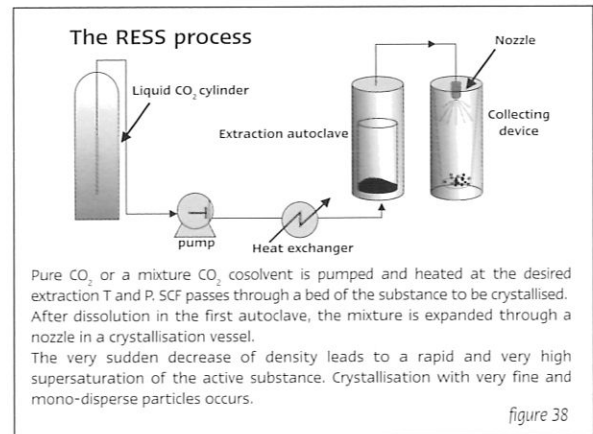 The RESS process
Nozzle
Liquid CO₂ cylinder
Collecting
device
Extraction autoclave
pump
Heat exchanger
Pure CO₂ or a mixture CO₂ cosolvent is pumped and heated at the desired
extraction T and P. SCF passes through a bed of the substance to be crystallised.
After dissolution in the first autoclave, the mixture is expanded through a
nozzle in a crystallisation vessel.
The very sudden decrease of density leads to a rapid and very high
supersaturation of the active substance. Crystallisation with very fine and
mono-disperse particles occurs.
figure 38